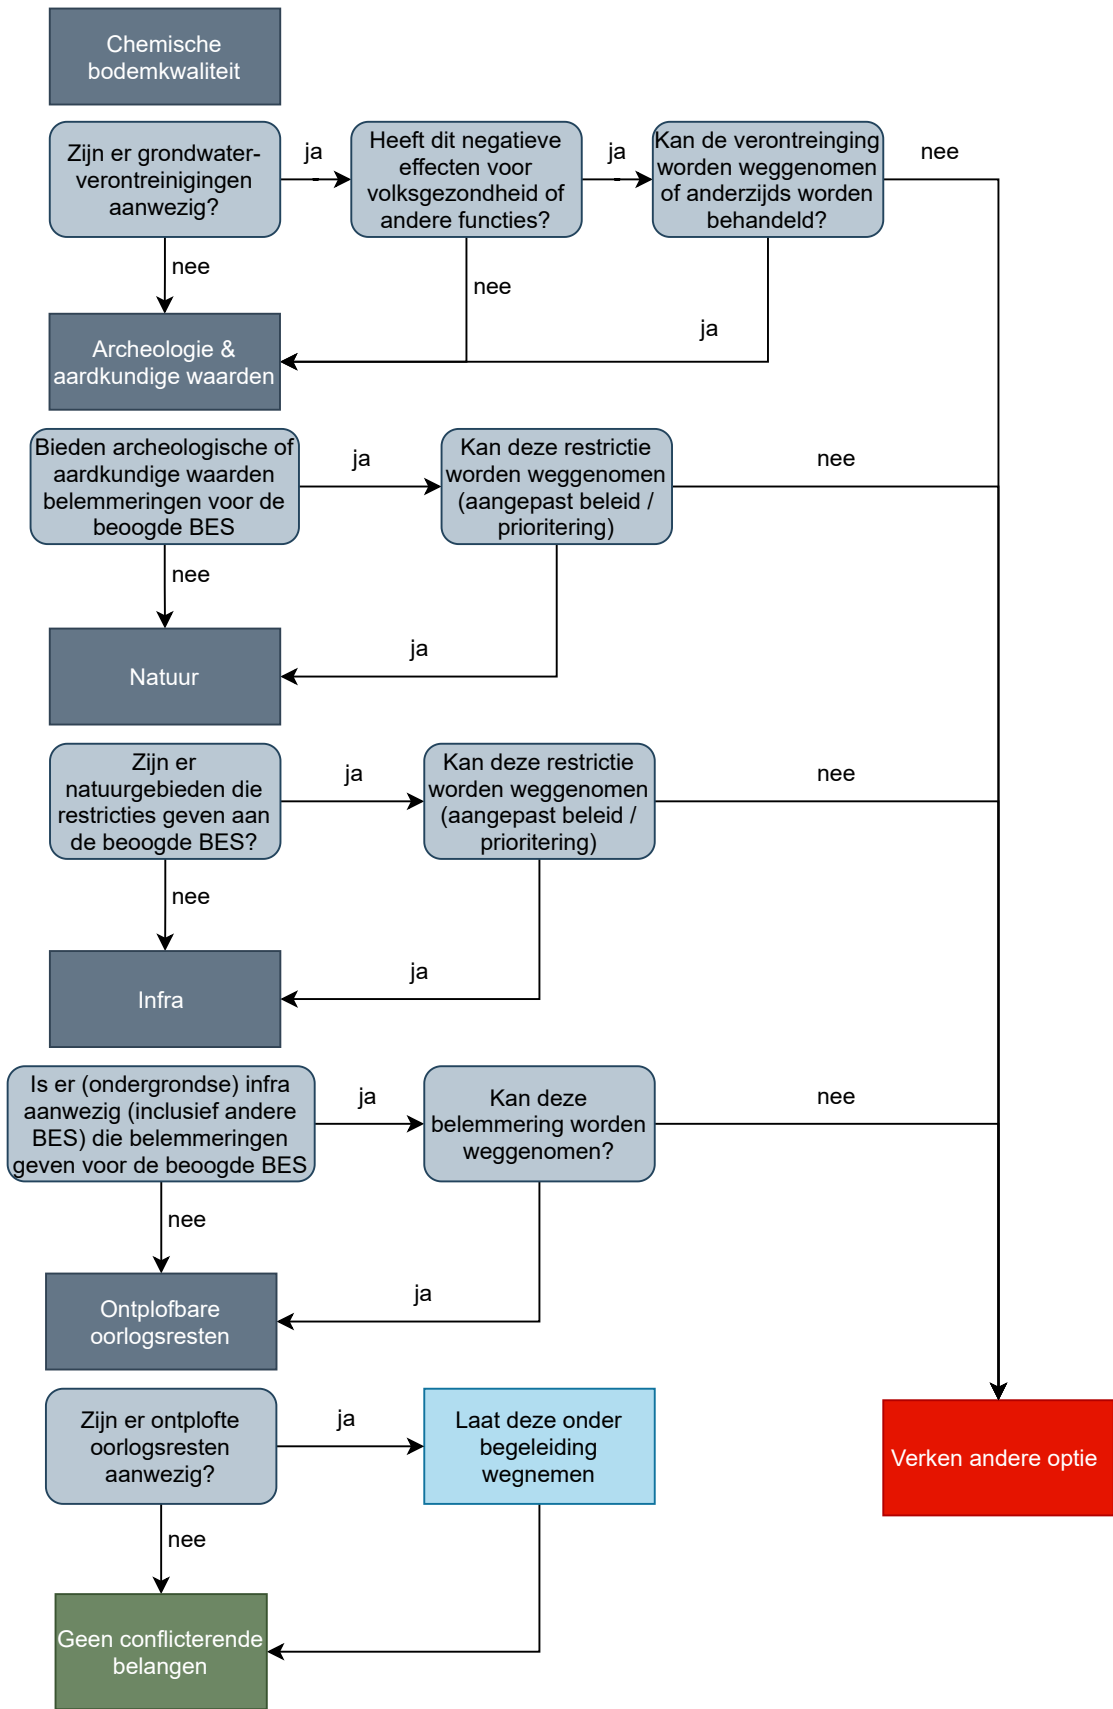 Chemische
bodemkwaliteit
Zijn er grondwater-
verontreinigingen
aanwezig?
ja
Heeft dit negatieve
effecten voor
volksgezondheid of
andere functies?
ja
Kan de verontreinging
worden weggenomen
of anderzijds worden
behandeld?
nee
nee
nee
ja
Archeologie &
aardkundige waarden
Bieden archeologische of
aardkundige waarden
belemmeringen voor de
beoogde BES
ja
Kan deze restrictie
worden weggenomen
(aangepast beleid /
prioritering)
nee
nee
ja
Natuur
Zijn er
natuurgebieden die
restricties geven aan
de beoogde BES?
ja
Kan deze restrictie
worden weggenomen
(aangepast beleid /
prioritering)
nee
nee
ja
Infra
Is er (ondergrondse) infra
aanwezig (inclusief andere
BES) die belemmeringen
geven voor de beoogde BES
ja
Kan deze
belemmering worden
weggenomen?
nee
nee
ja
Ontplofbare
oorlogsresten
Zijn er ontplofte
oorlogsresten
aanwezig?
ja
Laat deze onder
begeleiding
wegnemen
Verken andere optie
nee
Geen conflicterende
belangen